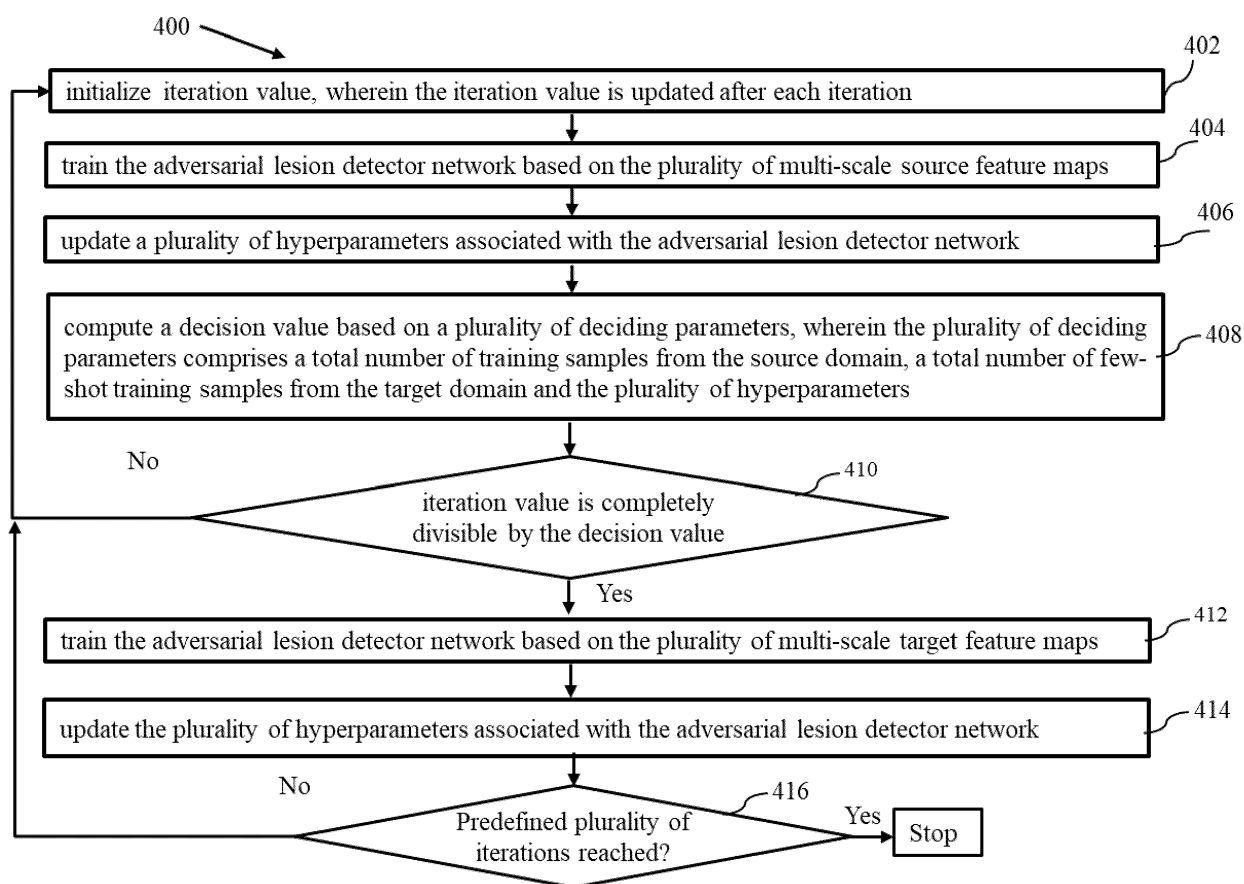 400
402
initialize iteration value, wherein the iteration value is updated after each iteration
404
train the adversarial lesion detector network based on the plurality of multi-scale source feature maps
406
update a plurality of hyperparameters associated with the adversarial lesion detector network
compute a decision value based on a plurality of deciding parameters, wherein the plurality of deciding
parameters comprises a total number of training samples from the source domain, a total number of few-
shot training samples from the target domain and the plurality of hyperparameters
408
No
410
iteration value is completely
divisible by the decision value
Yes
412
train the adversarial lesion detector network based on the plurality of multi-scale target feature maps
414
update the plurality of hyperparameters associated with the adversarial lesion detector network
No
416
Predefined plurality of
iterations reached?
Yes
Stop